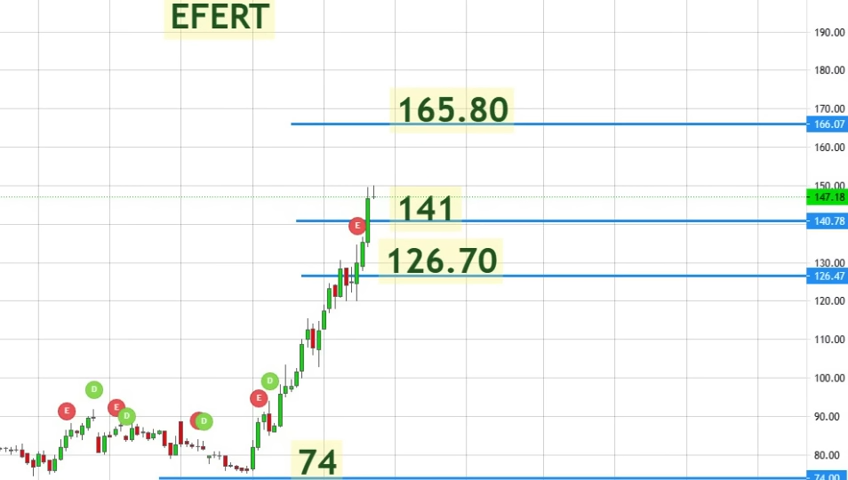 EFERT
190.00
180.00
165.80
170.00
166.07
160.00
150.00
147.18
141
140.78
126.70
130.00
126.47
120.00
110.00
100.00
D
D
E
E
E
D
D
E
90.00
80.00
74
74.00